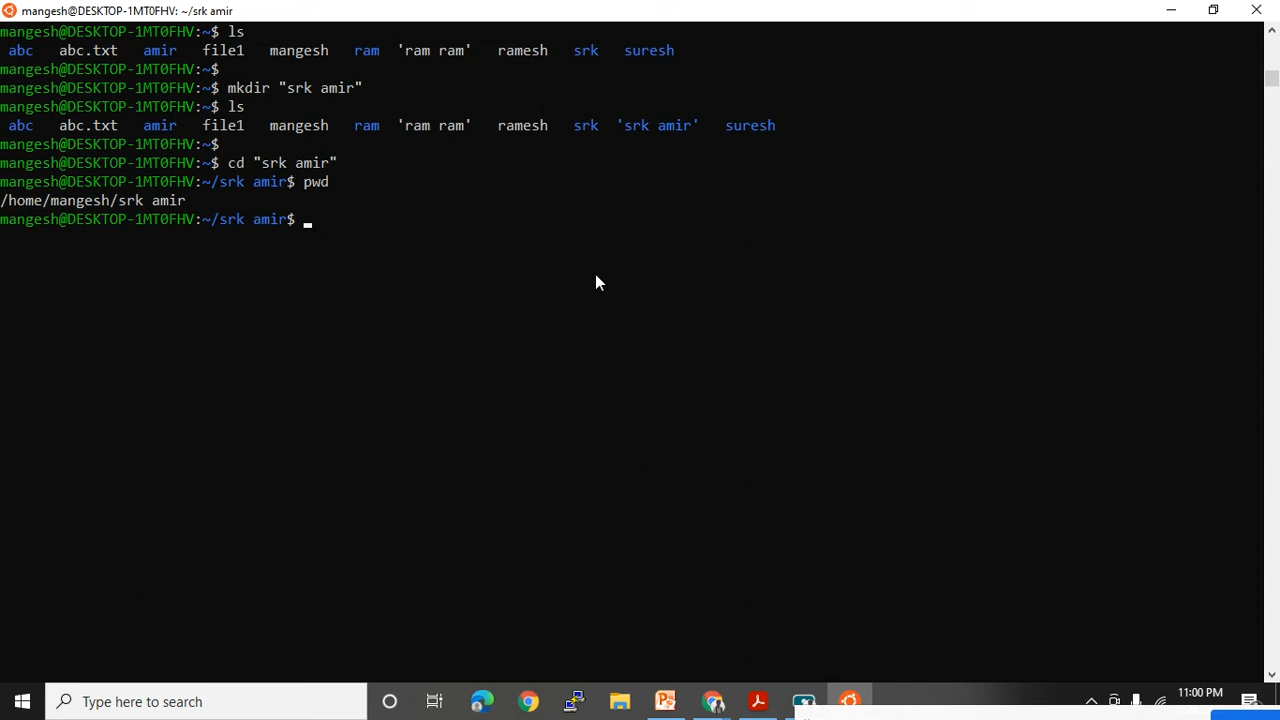 mangesh@DESKTOP-1MT0FHV: ~/srk amir
mangesh@DESKTOP-1MT0FHV:~$ ls
abc abc.txt amir file1 mangesh ram 'ram ram' ramesh srk suresh
mangesh@DESKTOP-1MT0FHV:~$
mangesh@DESKTOP-1MT0FHV:~$ mkdir "srk amir"
mangesh@DESKTOP-1MT0FHV:~$ ls
abc abc.txt amir file1 mangesh ram 'ram ram' ramesh srk 'srk amir' suresh
mangesh@DESKTOP-1MT0FHV:~$
mangesh@DESKTOP-1MT0FHV:~$ cd "srk amir"
mangesh@DESKTOP-1MT0FHV:~/srk amir$ pwd
/home/mangesh/srk amir
mangesh@DESKTOP-1MT0FHV:~/srk amir$
Type here to search
11:00 PM